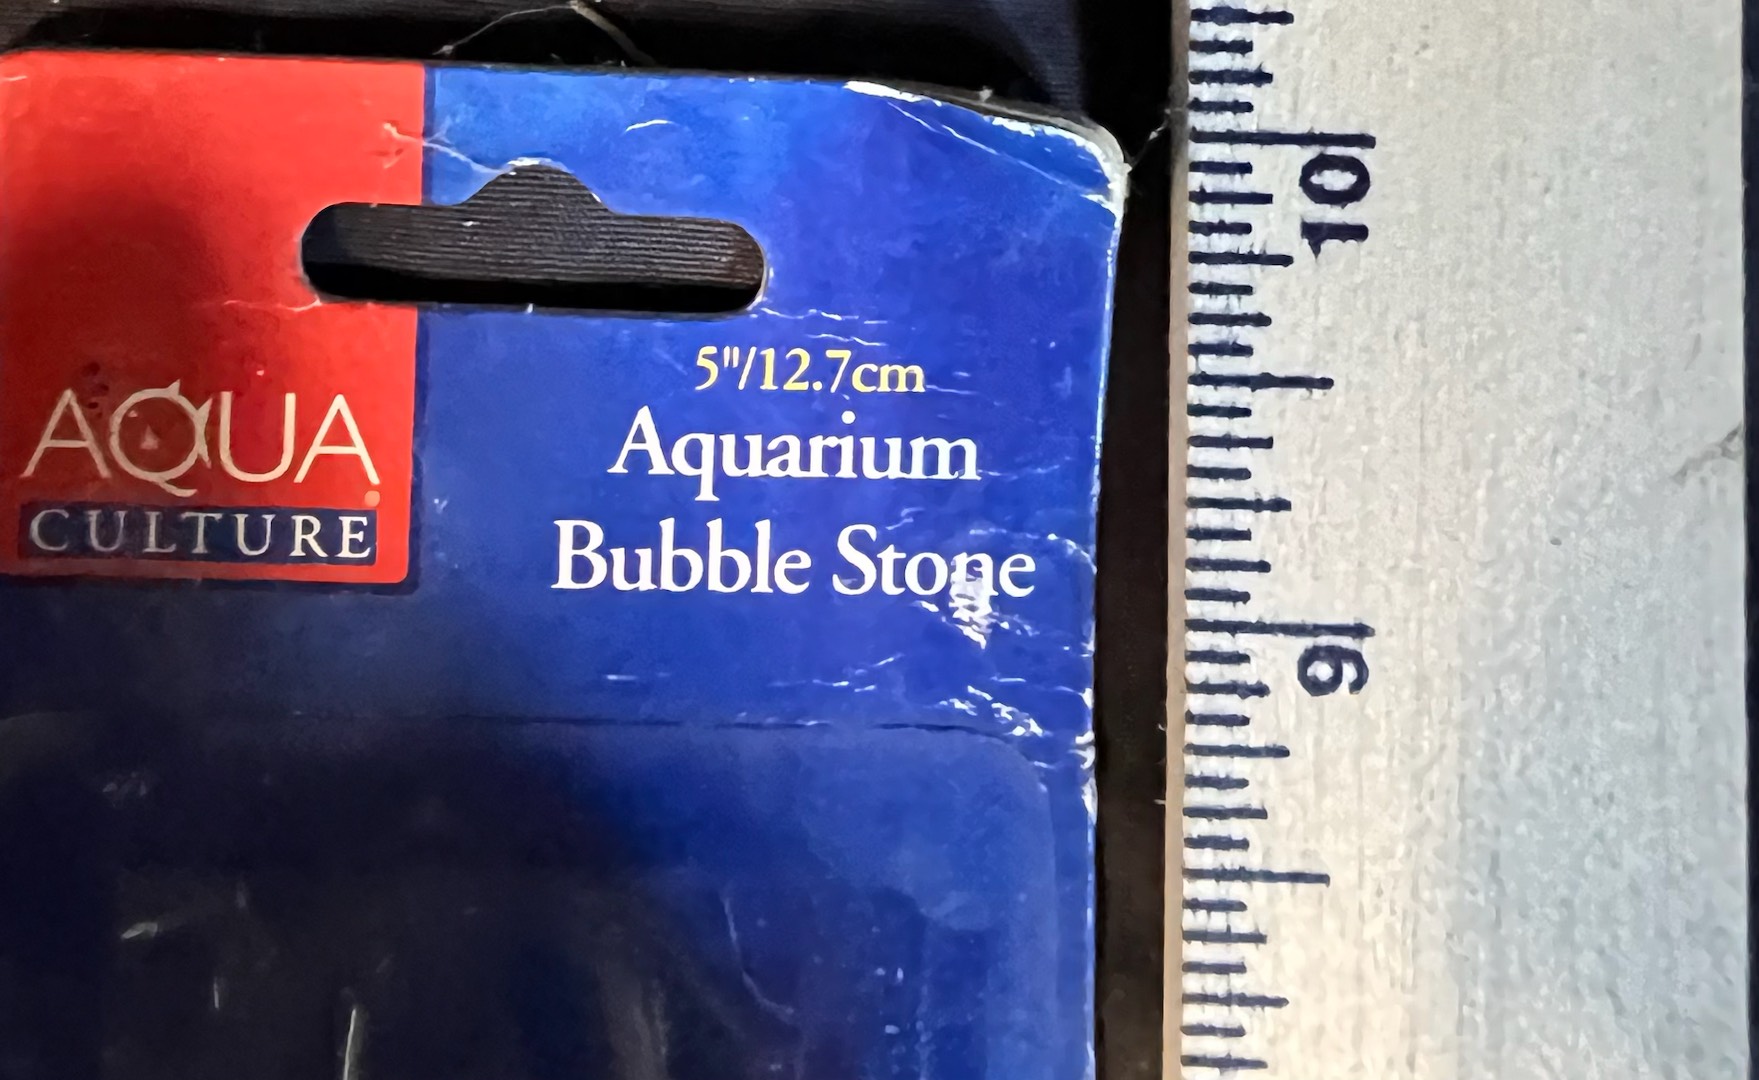 AQUA
CULTURE
5"/12.7cm
Aquarium
Bubble Stone
10
9